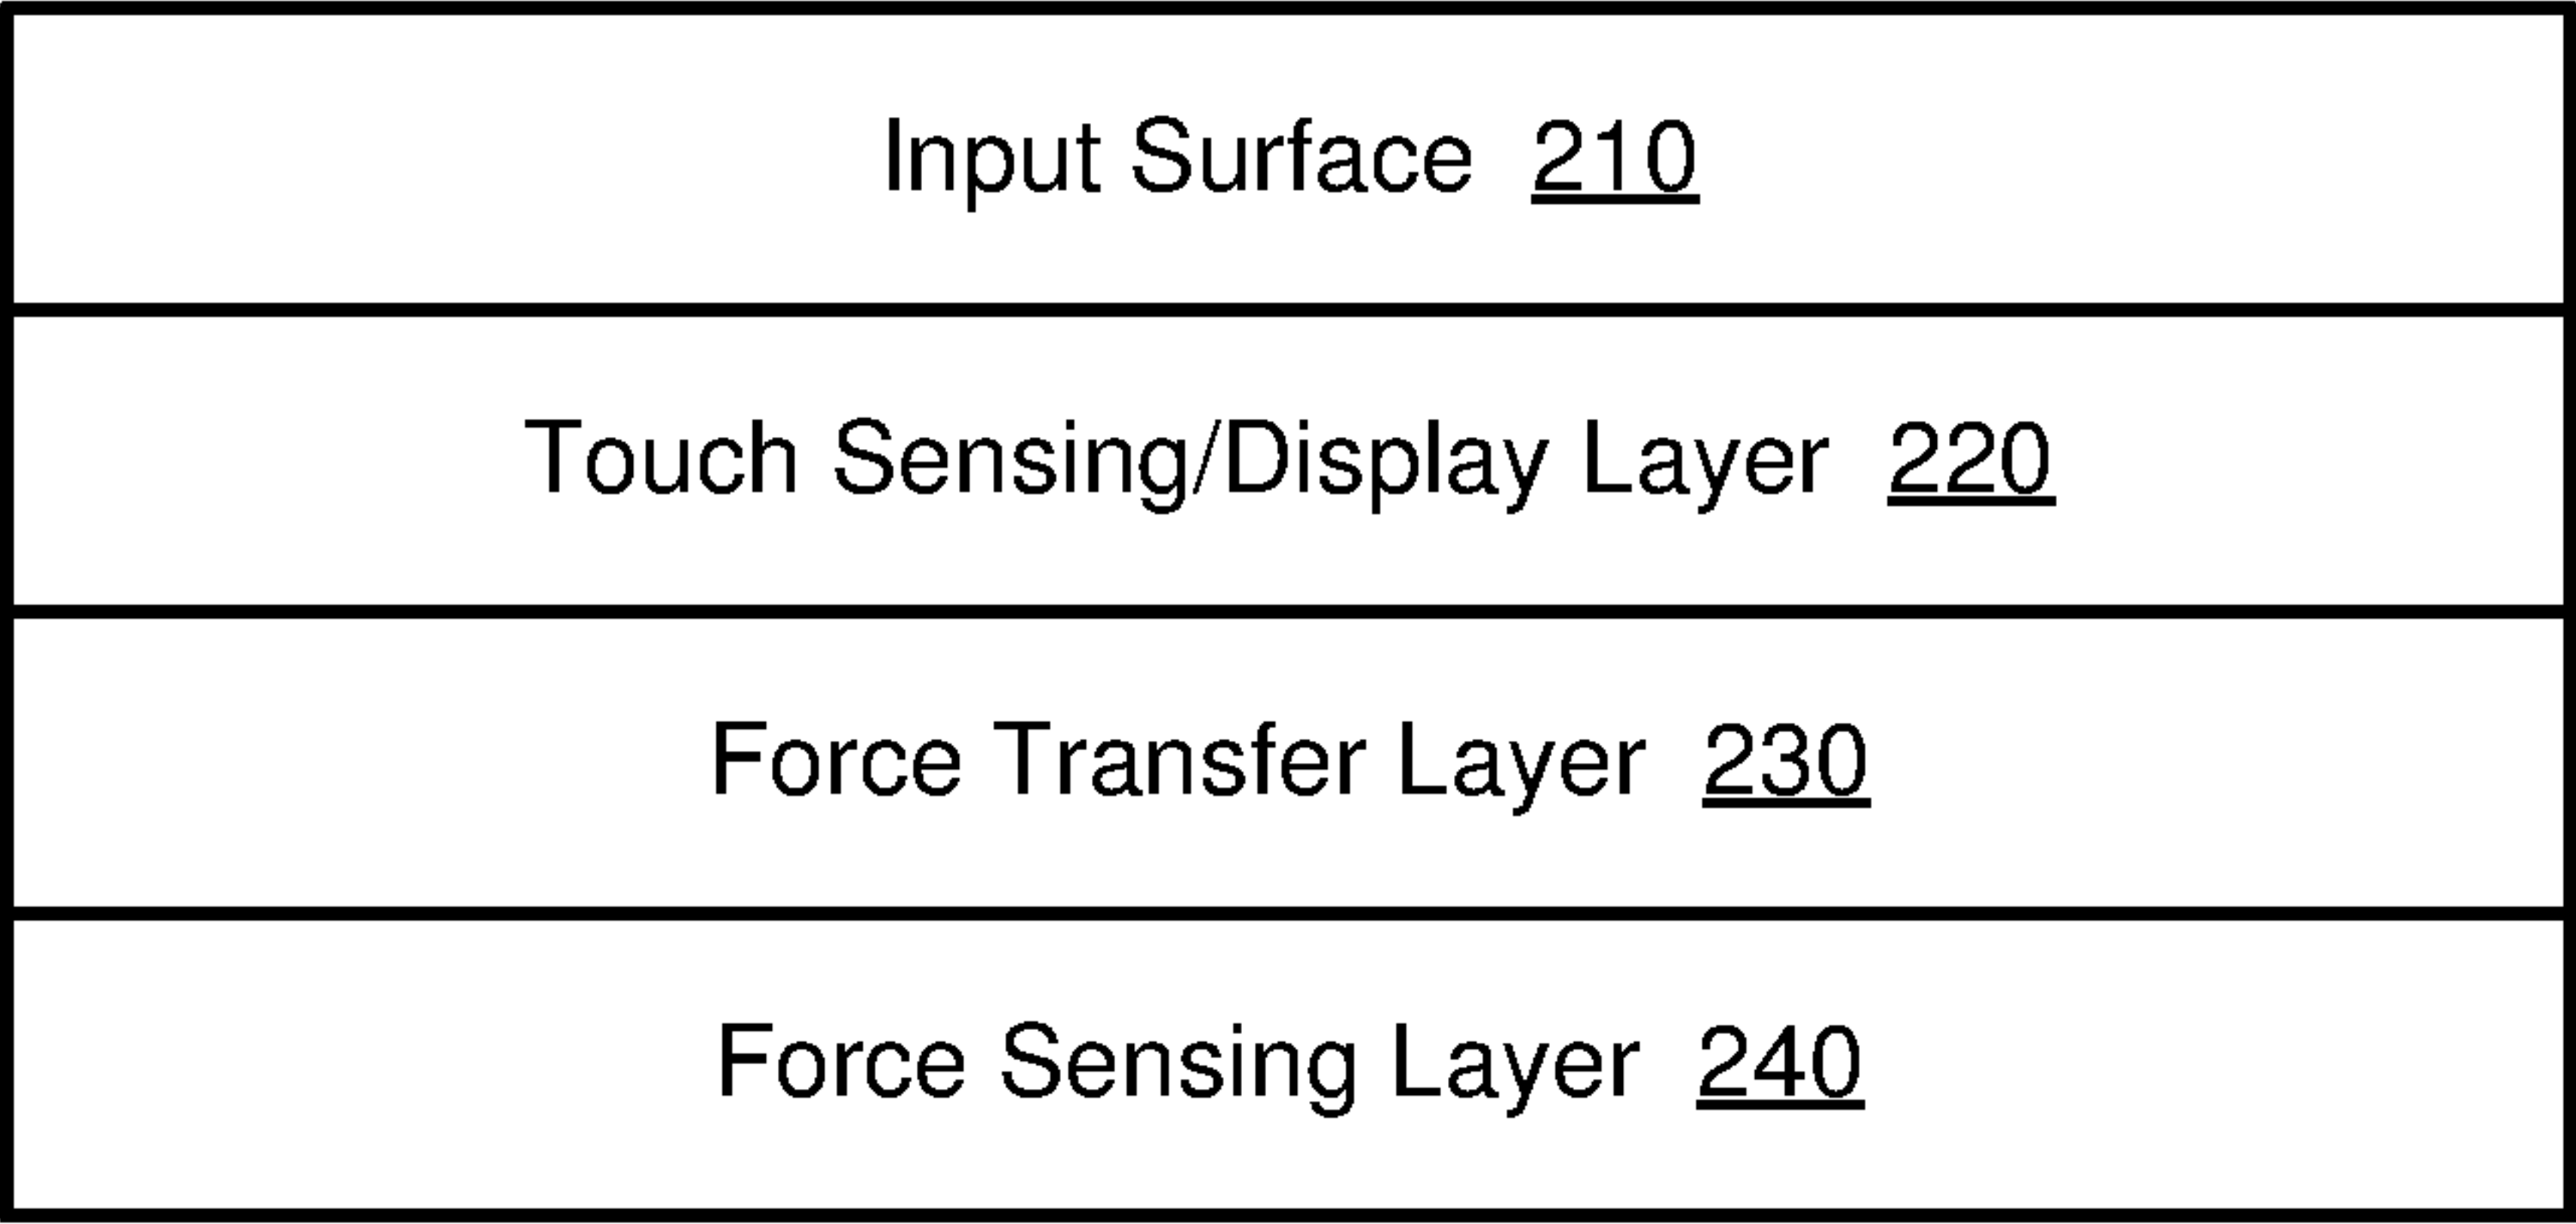 Input Surface 210
Touch Sensing/Display Layer 220
Force Transfer Layer 230
Force Sensing Layer 240